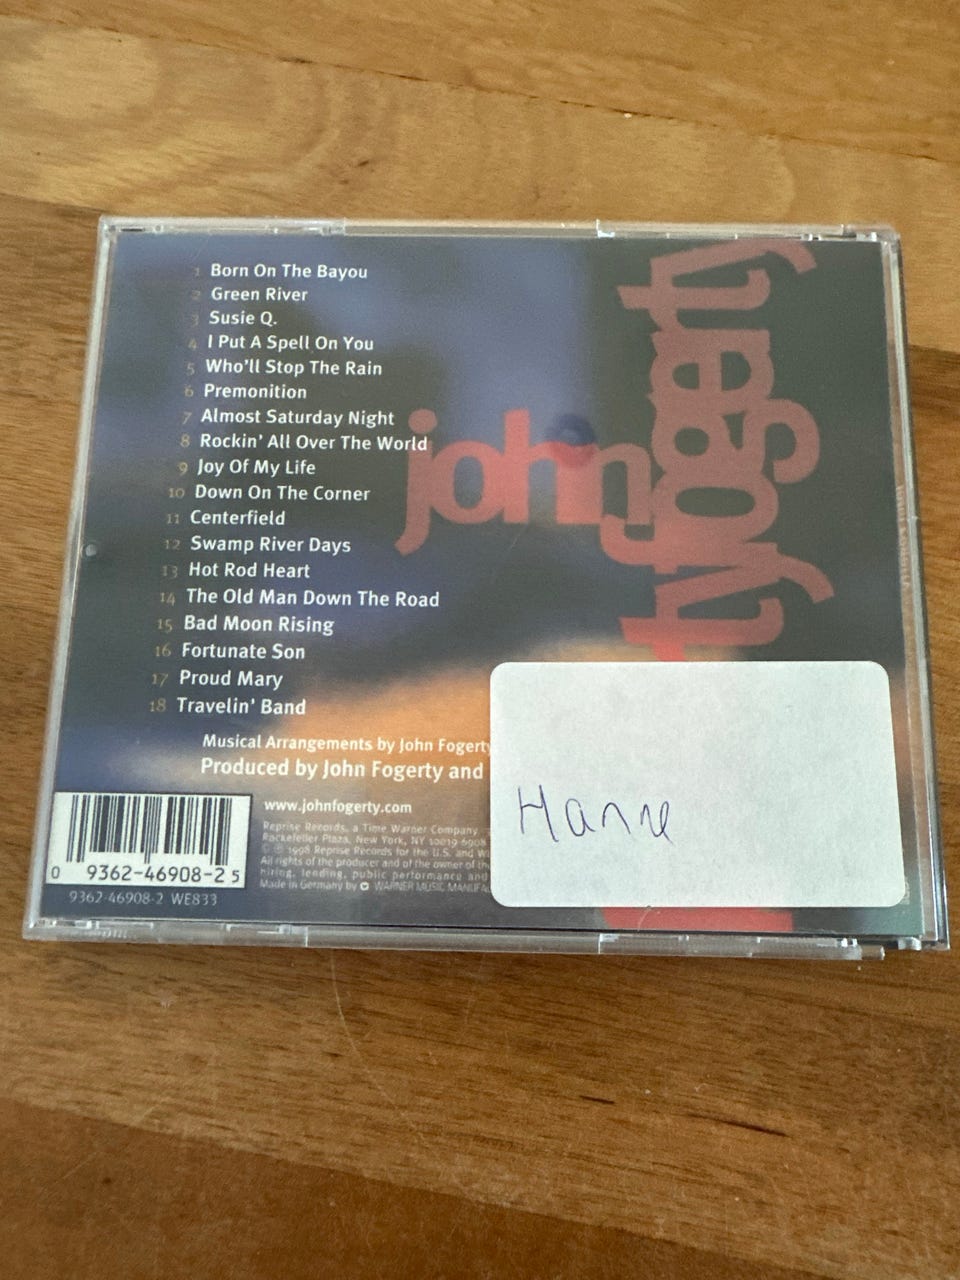 1 Born On The Bayou
2 Green River
3 Susie Q.
4 I Put A Spell On You
5 Who'll Stop The Rain
6 Premonition
7 Almost Saturday Night
8 Rockin' All Over The World
9 Joy Of My Life
10 Down On The Corner
11 Centerfield
12 Swamp River Days
13 Hot Rod Heart
14 The Old Man Down The Road
15 Bad Moon Rising
16 Fortunate Son
17 Proud Mary
18 Travelin' Band
john
fogerty
ty
Musical Arrangements by John Fogerty
Produced by John Fogerty and
www.johnfogerty.com
Reprise Records, a Time Warner Company,
Rockefeller Plaza, New York, NY 10019-6908
℗ © 1998 Reprise Records for the U.S. and
All rights of the producer and of the owner of the
hiring, lending, public performance and
Made in Germany by WARNER MUSIC
0 9362-46908-2 5
9362-46908-2 WE833
Hanne